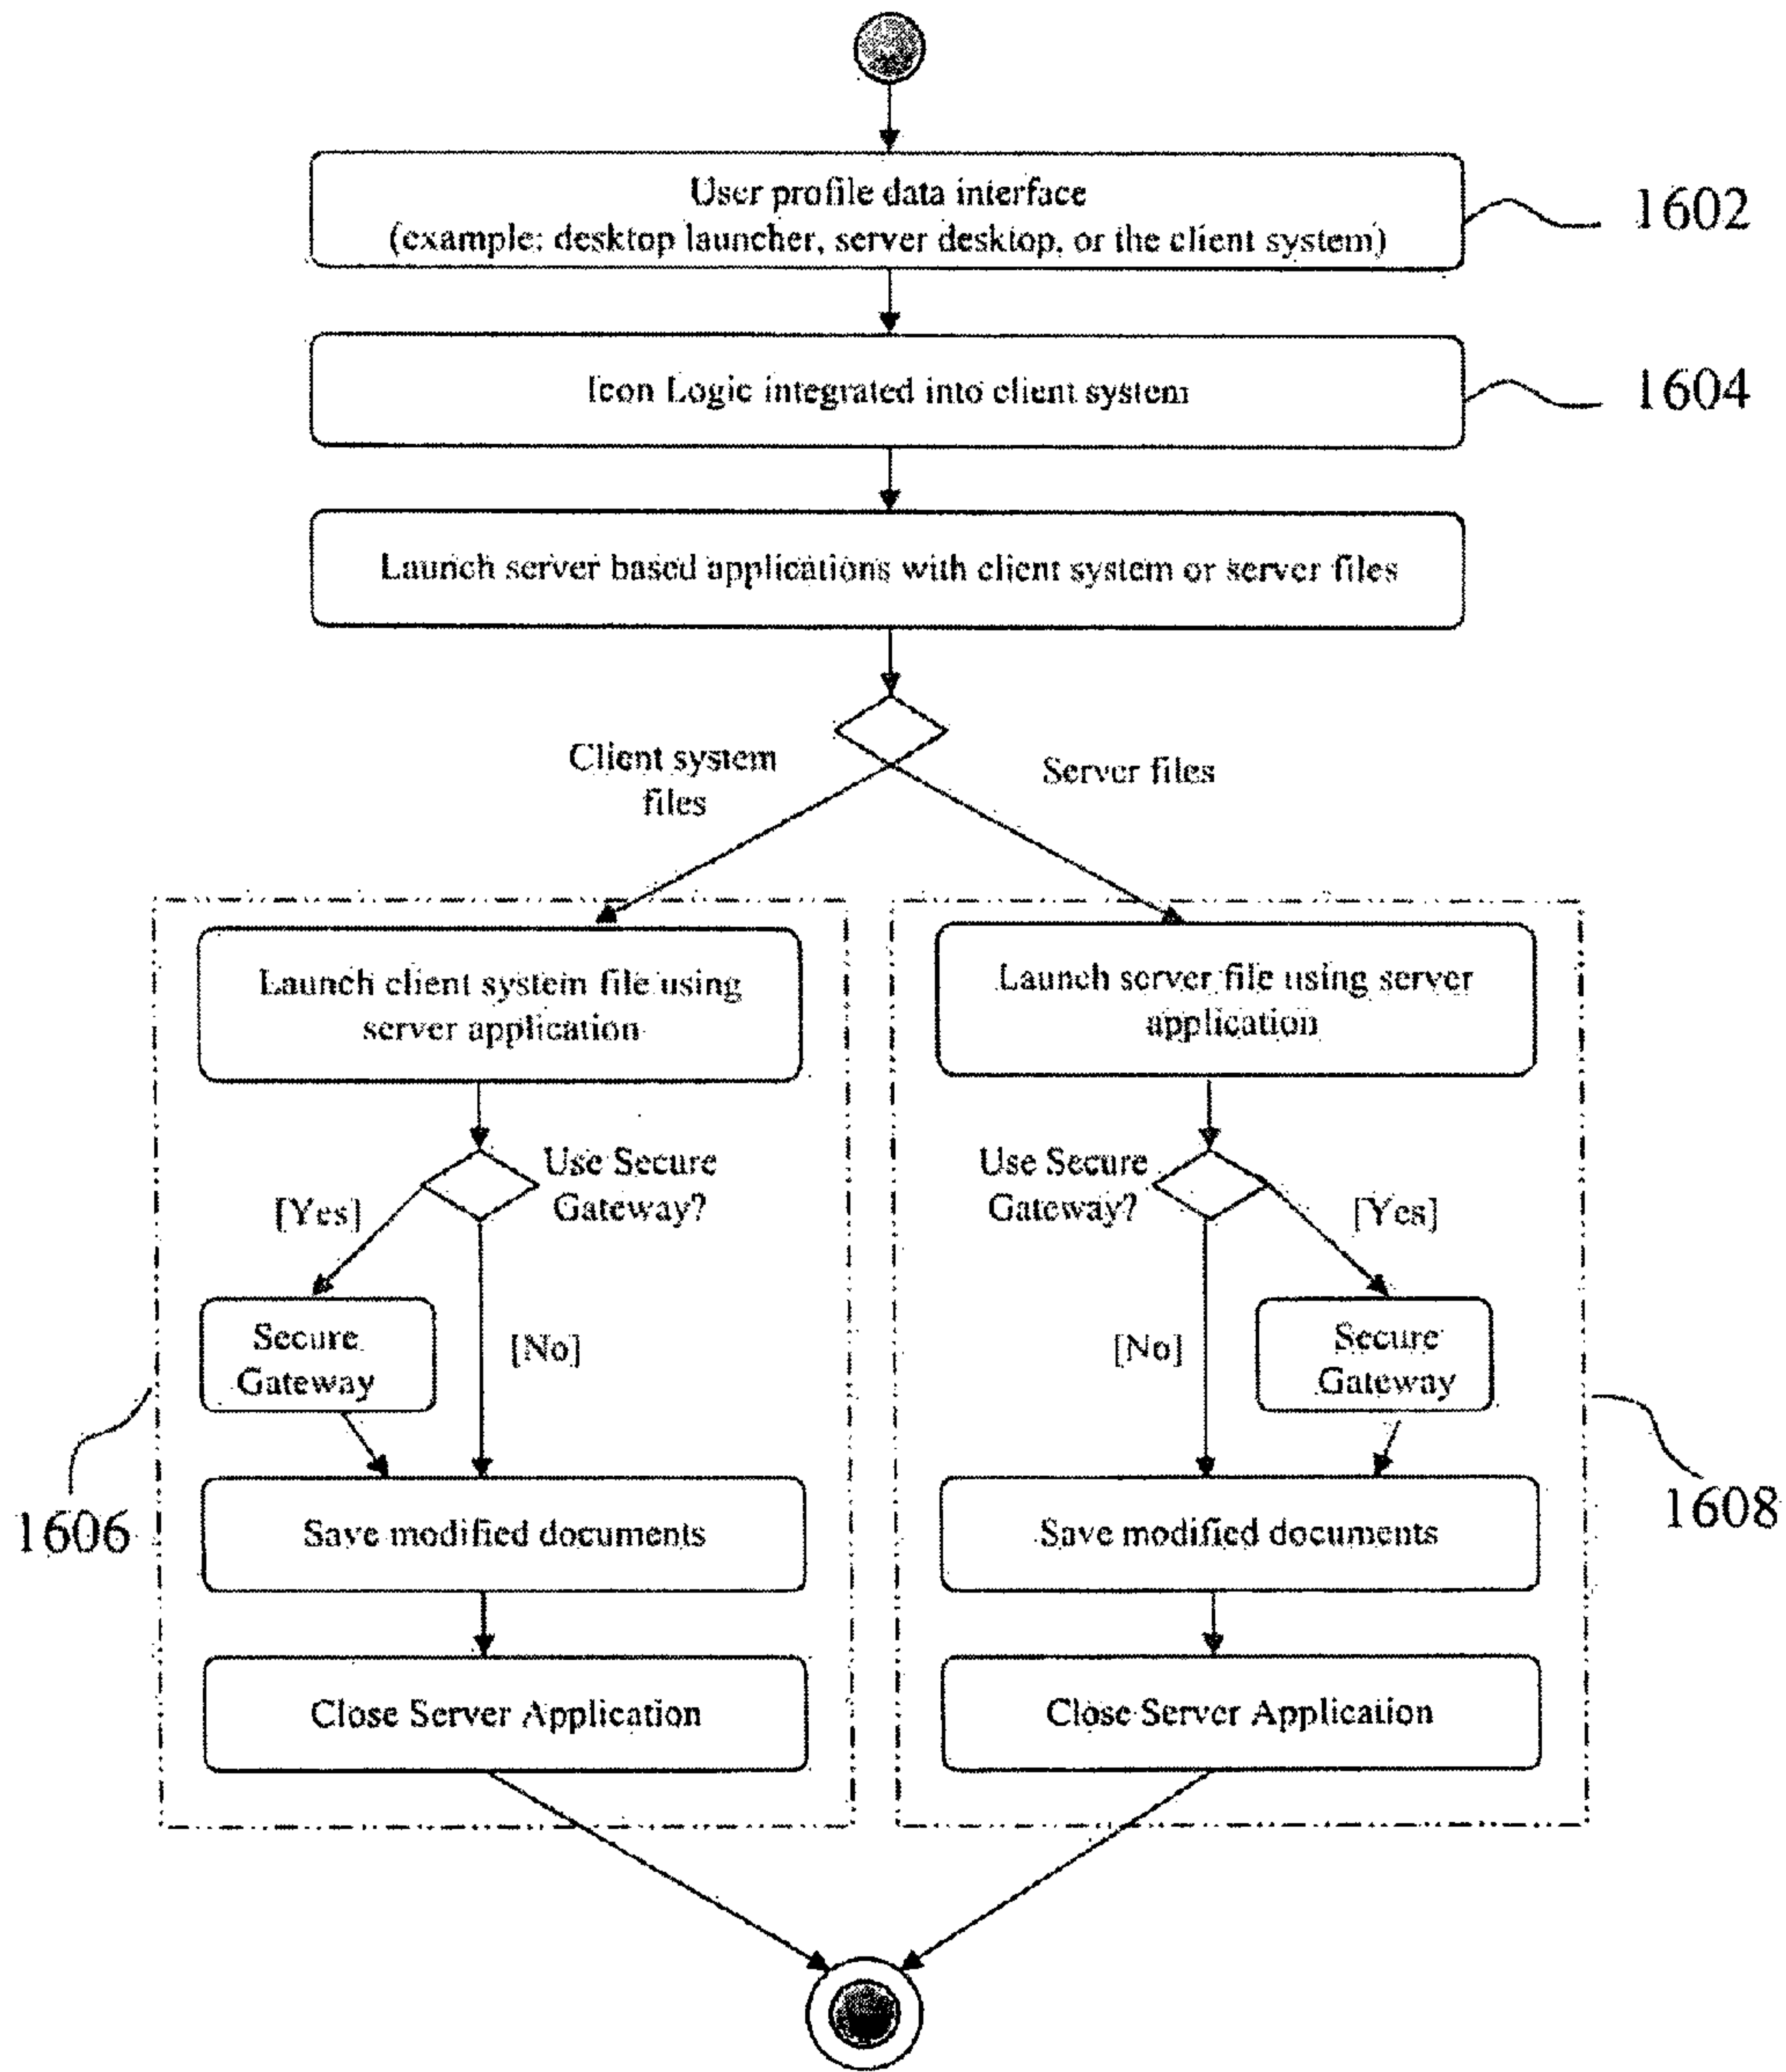 User profile data interface
(example: desktop launcher, server desktop, or the client system)
1602
Icon Logic integrated into client system
1604
Launch server based applications with client system or server files
Client system
files
Server files
Launch client system file using
server application
Launch server file using server
application
Use Secure
Gateway?
[Yes]
[No]
Secure
Gateway
Use Secure
Gateway?
[Yes]
[No]
Secure
Gateway
1606
Save modified documents
Save modified documents
1608
Close Server Application
Close Server Application